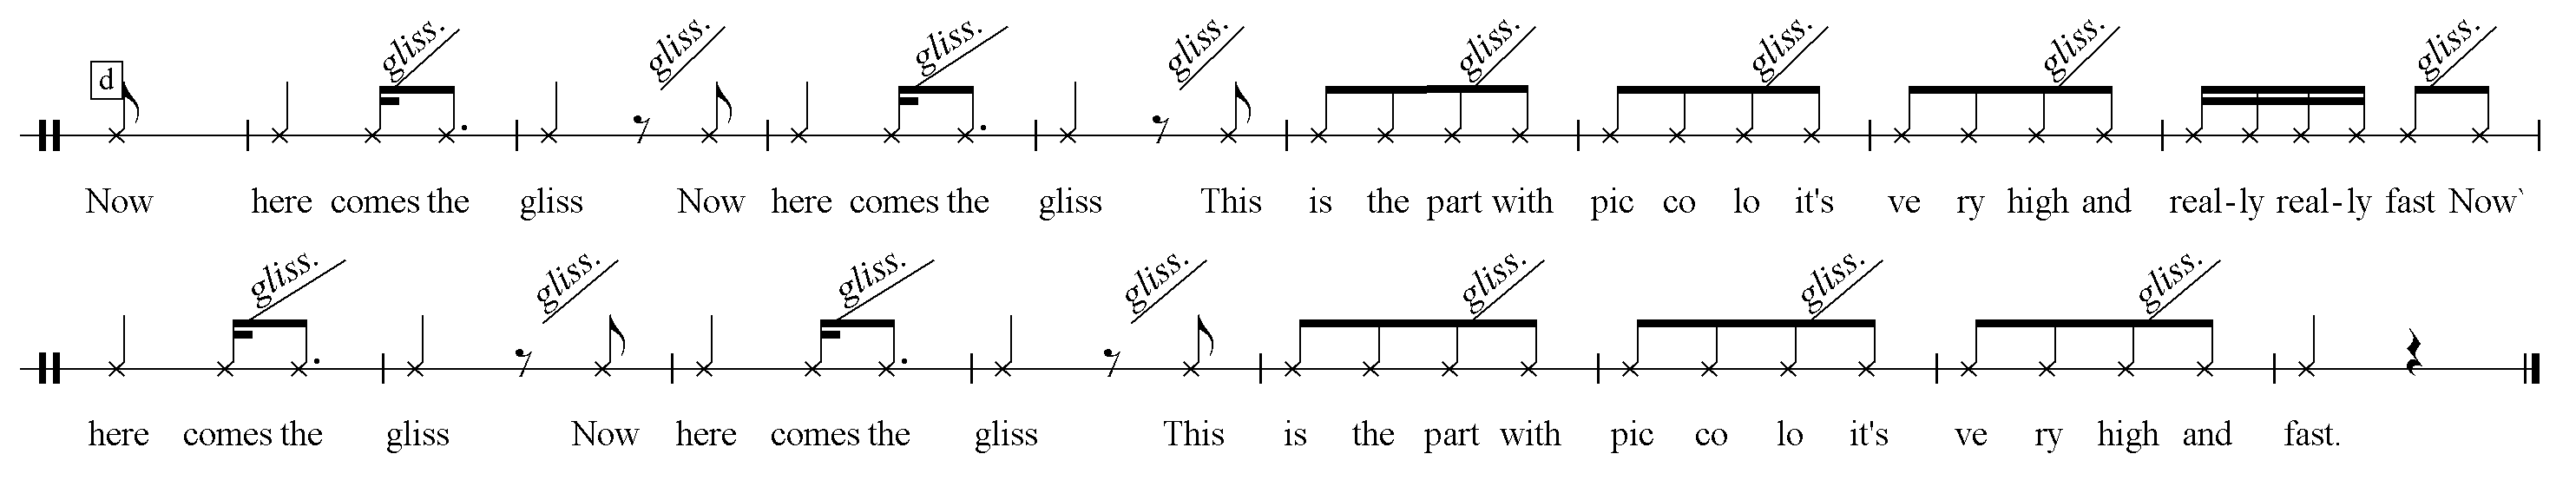 gliss. gliss. gliss. gliss. gliss. gliss. gliss. gliss.
d
Now here comes the gliss Now here comes the gliss This is the part with pic co lo it's ve ry high and real-ly real-ly fast Now`
gliss. gliss. gliss. gliss. gliss. gliss. gliss.
here comes the gliss Now here comes the gliss This is the part with pic co lo it's ve ry high and fast.